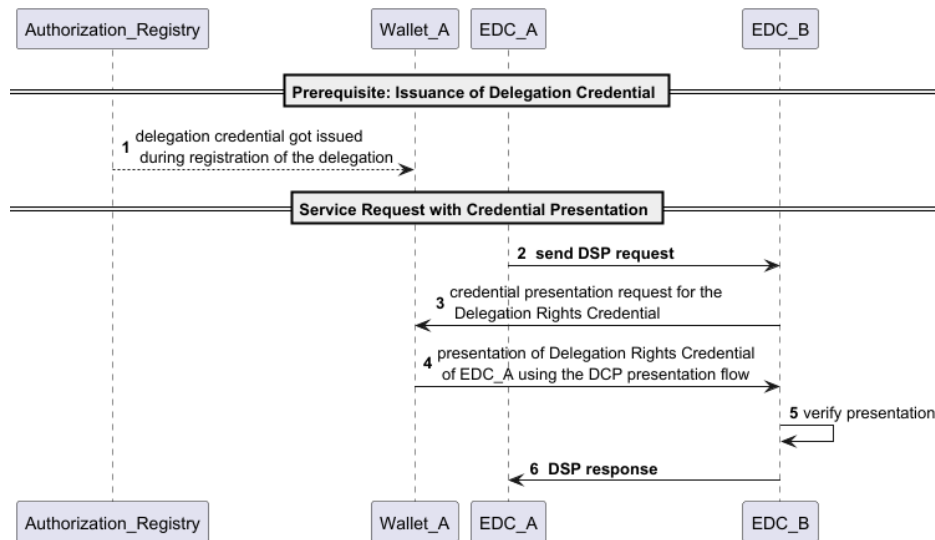 Authorization_Registry Wallet_A EDC_A EDC_B
Prerequisite: Issuance of Delegation Credential
1 delegation credential got issued
during registration of the delegation
Service Request with Credential Presentation
2 send DSP request
3 credential presentation request for the
Delegation Rights Credential
4 presentation of Delegation Rights Credential
of EDC_A using the DCP presentation flow
5 verify presentation
6 DSP response
Authorization_Registry Wallet_A EDC_A EDC_B